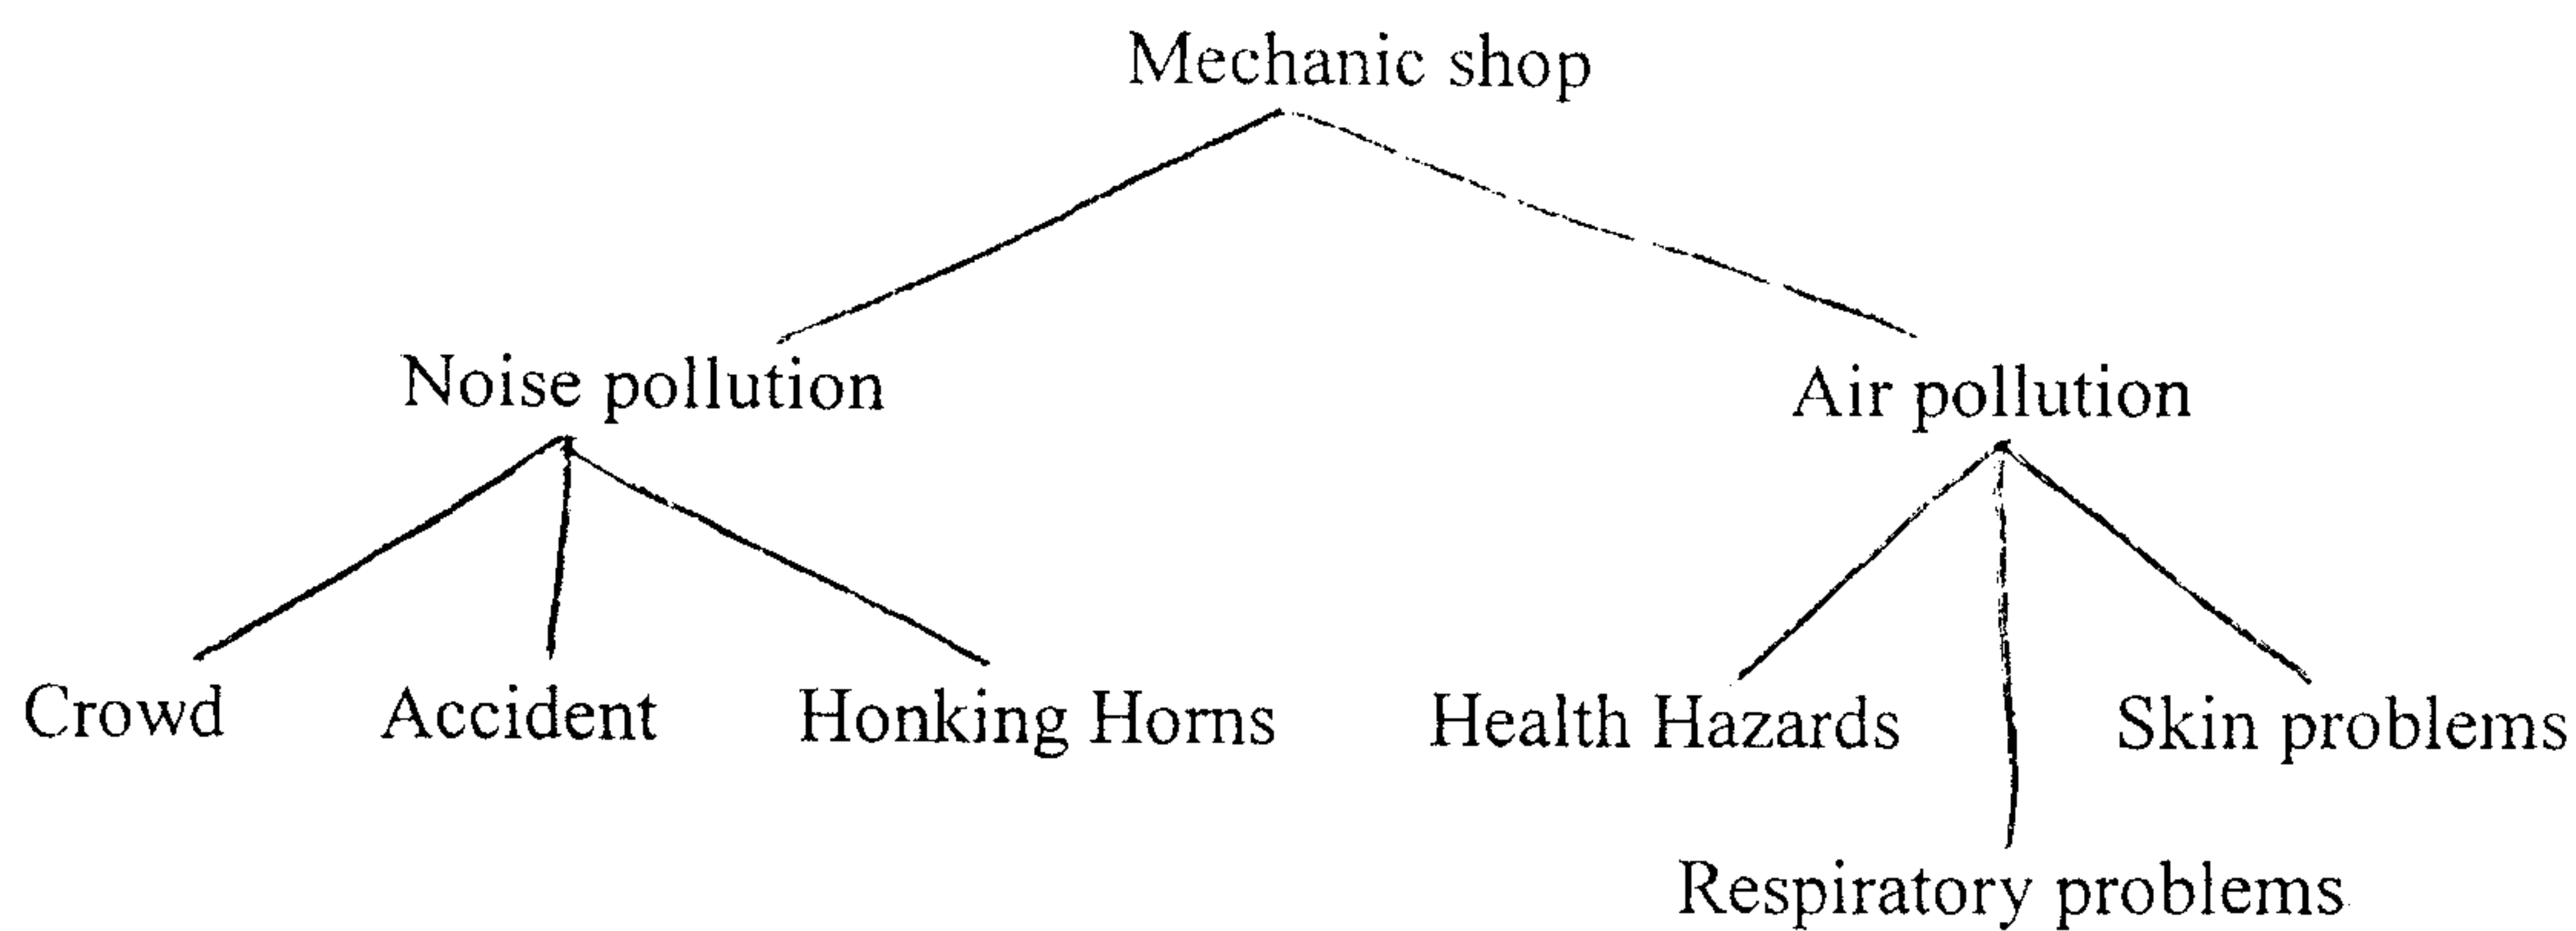 Mechanic shop
Noise pollution Air pollution
Crowd Accident Honking Horns Health Hazards Skin problems
Respiratory problems